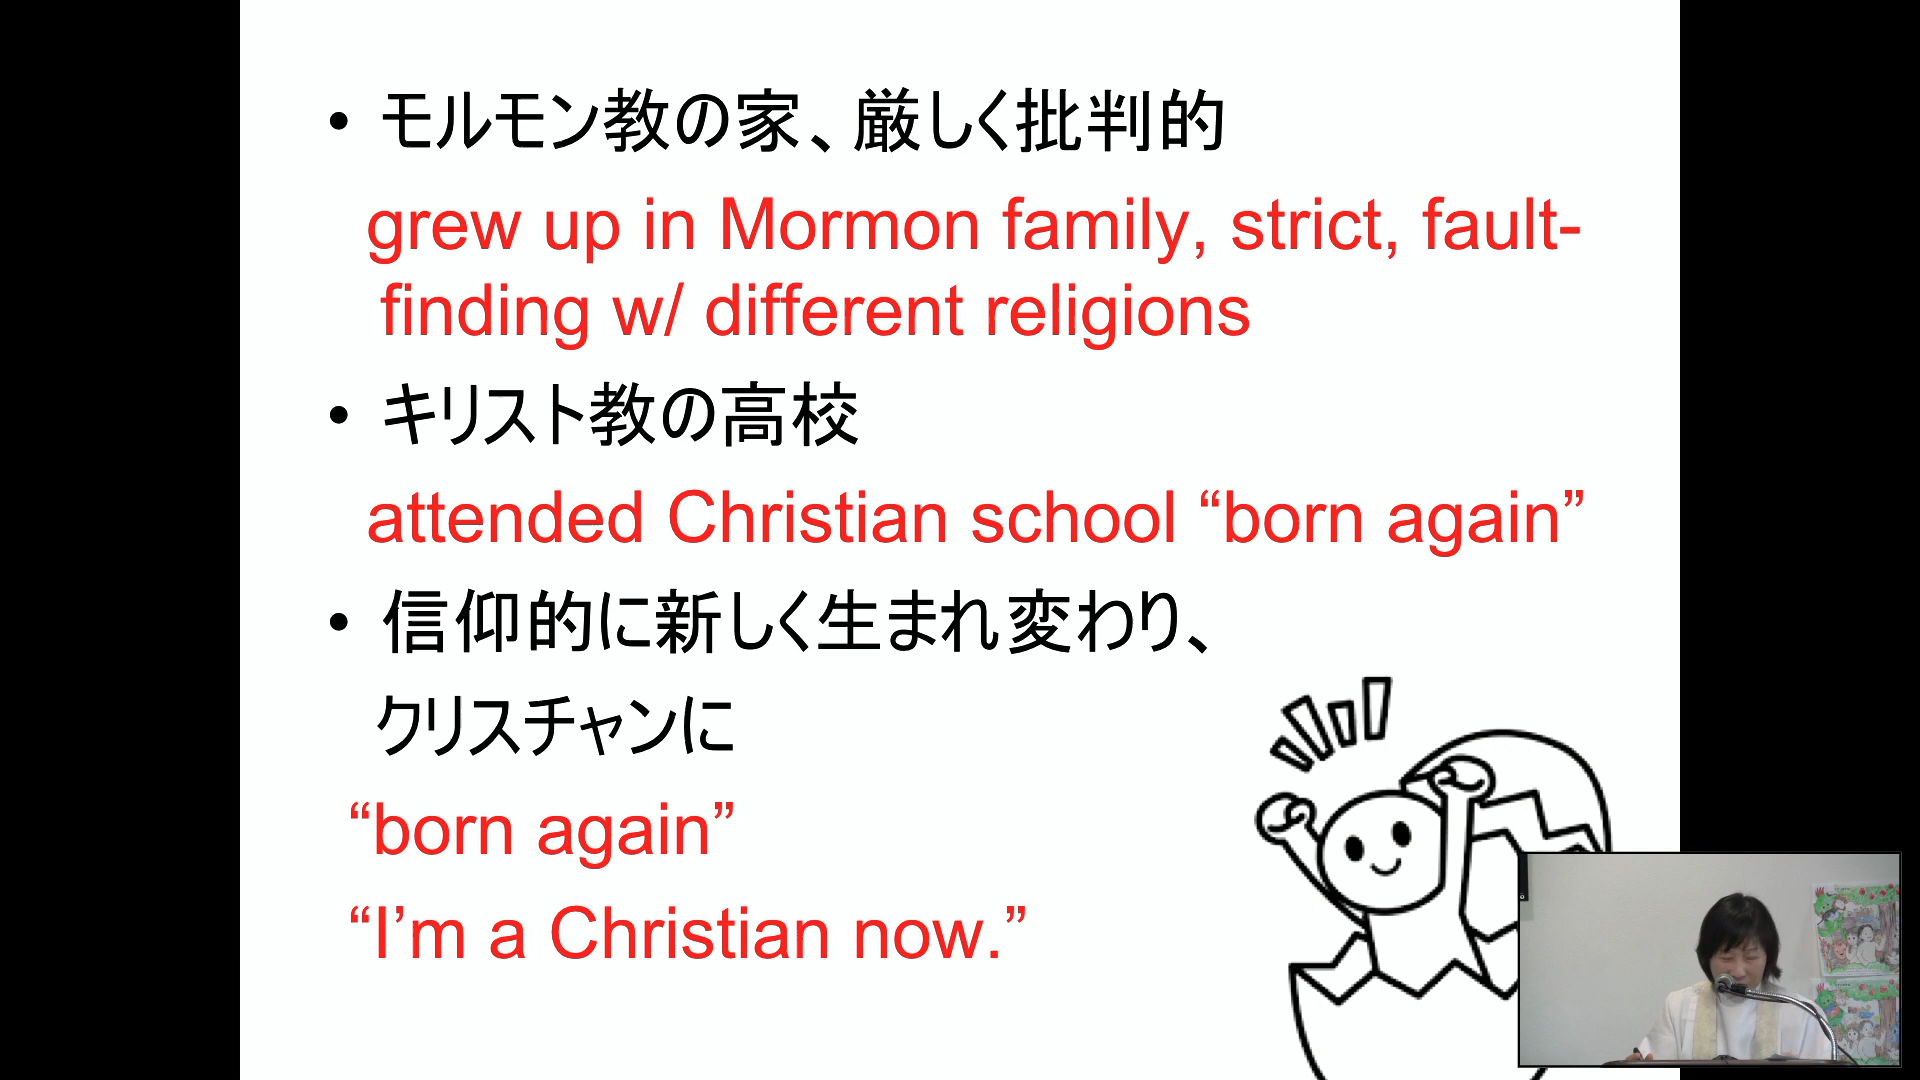 • モルモン教の家、厳しく批判的
grew up in Mormon family, strict, fault-
finding w/ different religions
• キリスト教の高校
attended Christian school “born again”
• 信仰的に新しく生まれ変わり、
クリスチャンに
“born again”
“I’m a Christian now.”